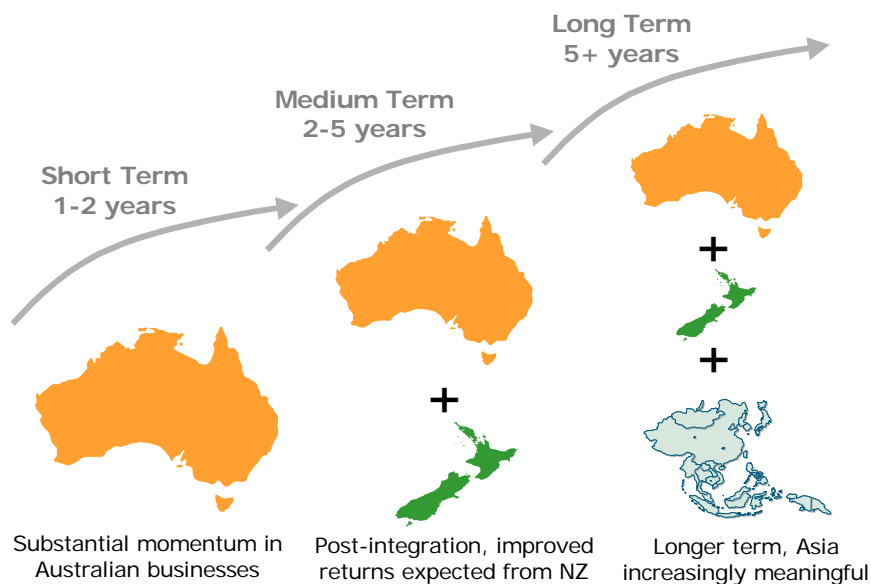 Long Term
5+ years
Medium Term
2-5 years
Short Term
1-2 years
+
+
+
Substantial momentum in
Australian businesses
Post-integration, improved
returns expected from NZ
Longer term, Asia
increasingly meaningful